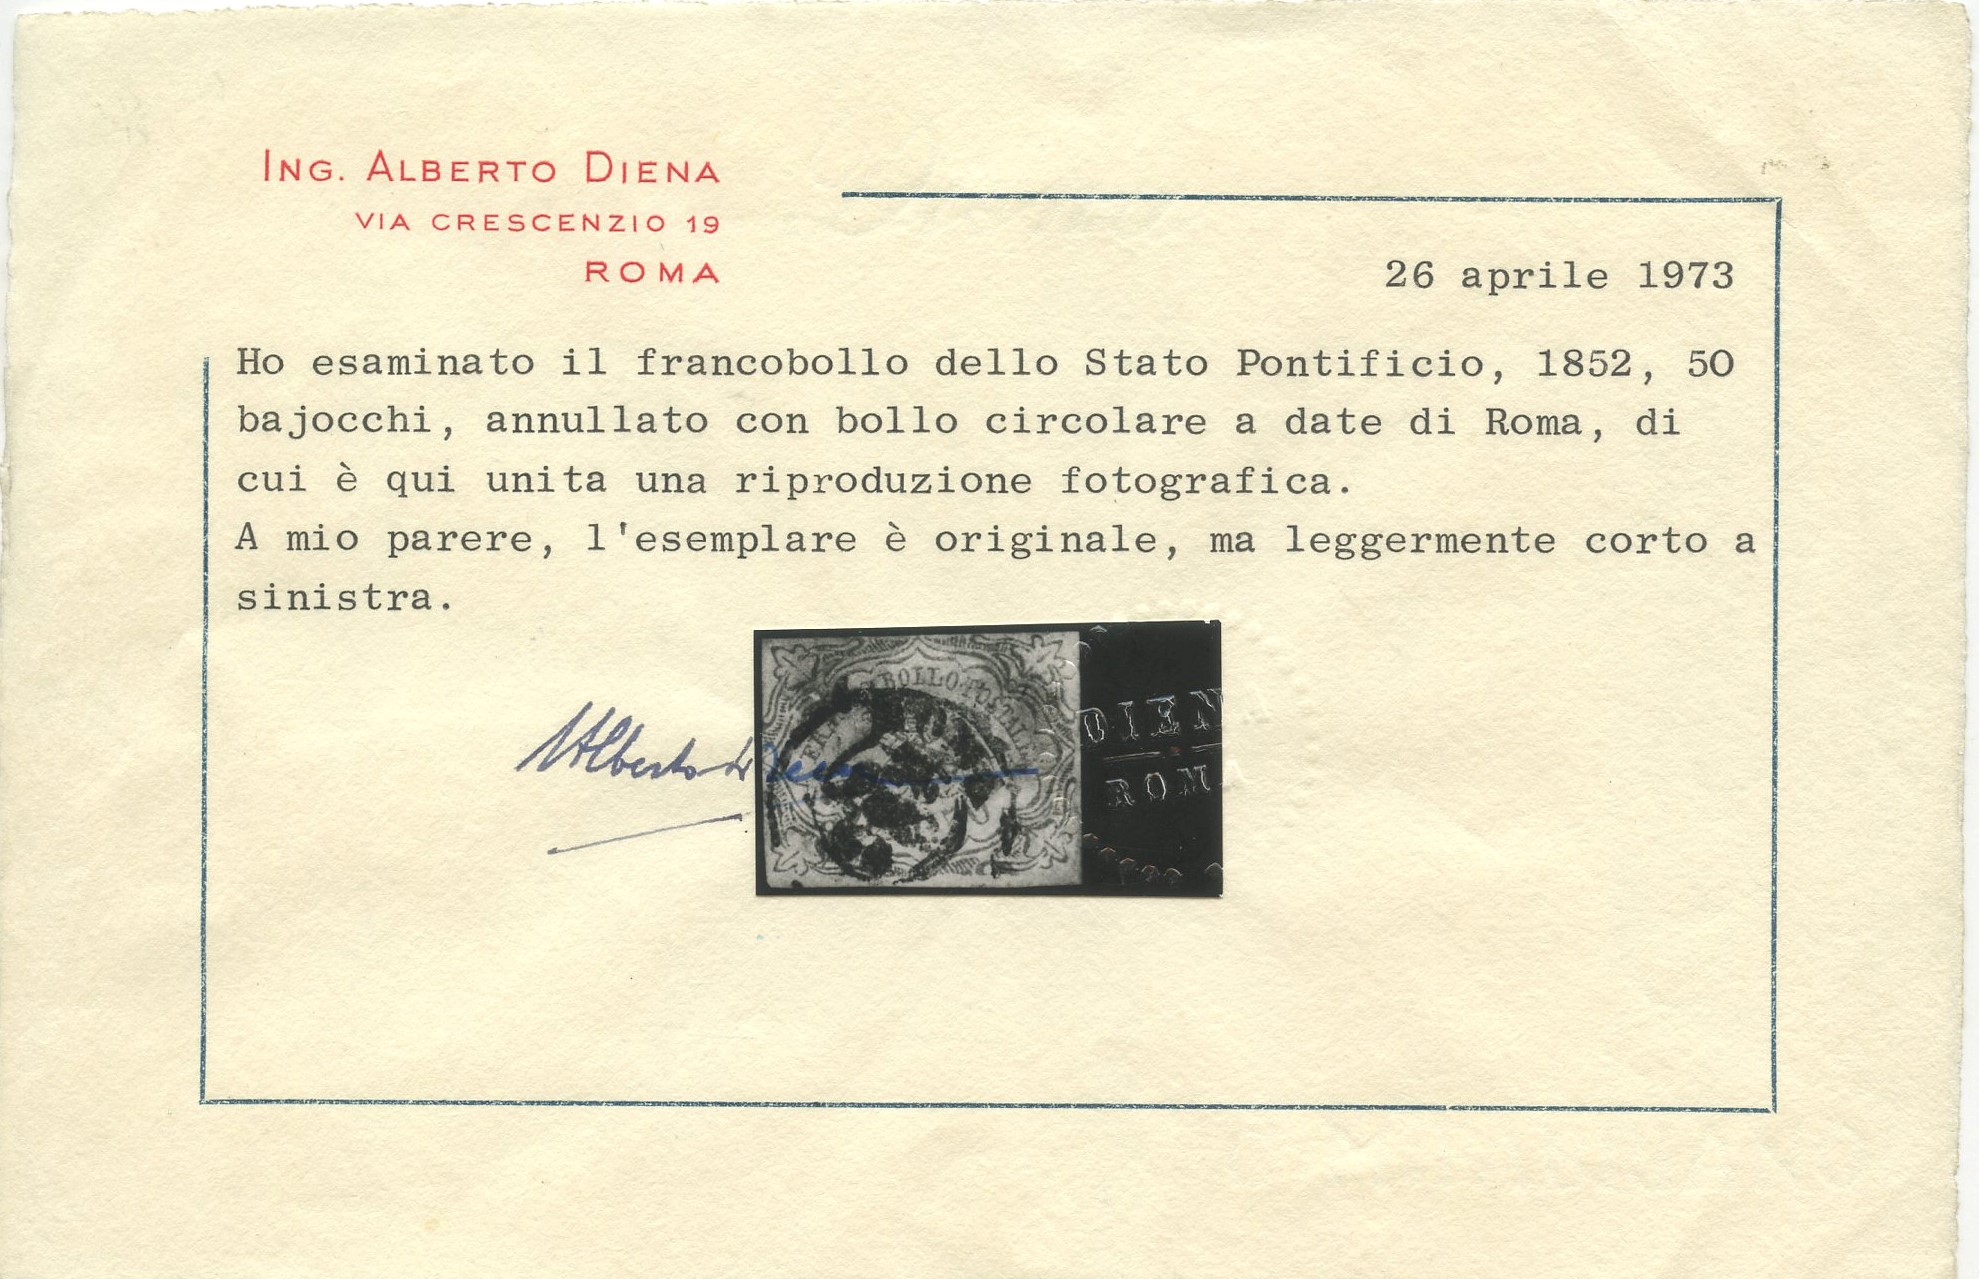 ING. ALBERTO DIENA
VIA CRESCENZIO 19
ROMA
26 aprile 1973
Ho esaminato il francobollo dello Stato Pontificio, 1852, 50
bajocchi, annullato con bollo circolare a date di Roma, di
cui è qui unita una riproduzione fotografica.
A mio parere, l'esemplare è originale, ma leggermente corto a
sinistra.
BOLLO POSTALE
Alberto Diena
DIEN
ROM